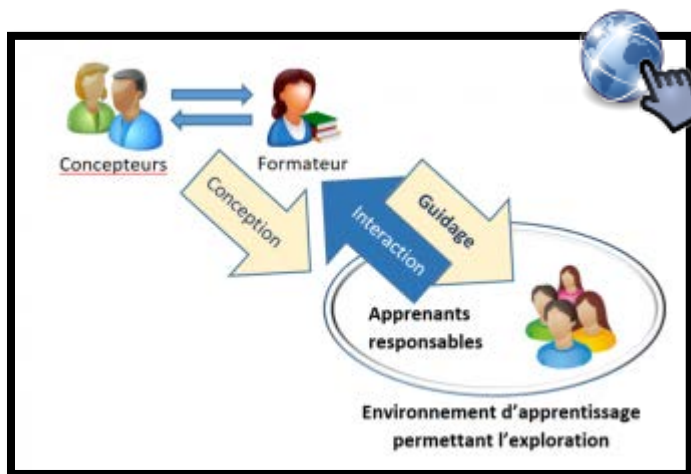 Concepteurs
Formateur
Conception
Interaction
Guidage
Apprenants
responsables
Environnement d’apprentissage
permettant l’exploration